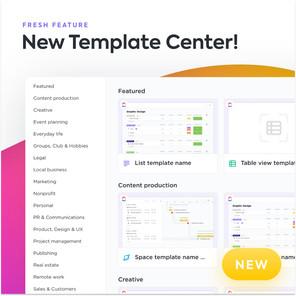 FRESH FEATURE
New Template Center!
Featured
Content production
Creative
Event planning
Everyday life
Groups, Club & Hobbies
Legal
Local business
Marketing
Nonprofit
Personal
PR & Communications
Product, Design & UX
Project management
Publishing
Real estate
Remote work
Sales & Customers
Featured
Graphic Design
List template name
Table view templat
Content production
Space template name ...
NEW
Creative